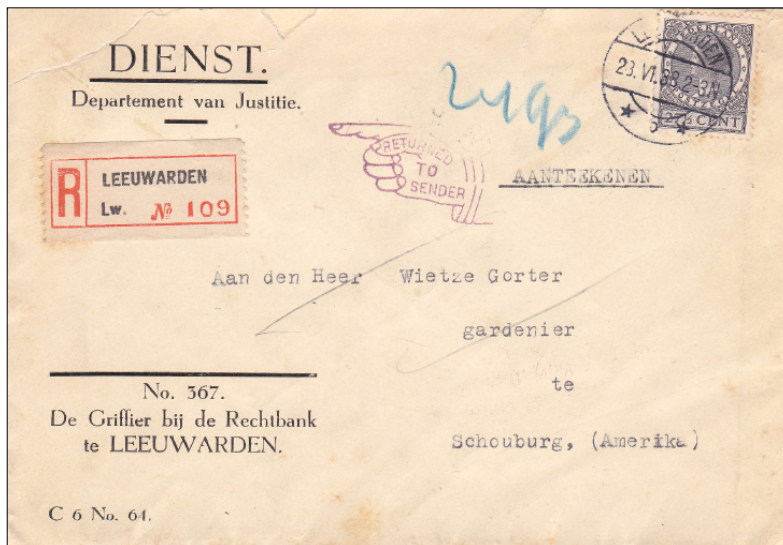 DIENST.
Departement van Justitie.
R
LEEUWARDEN
Lw. № 109
RETURNED
TO
SENDER
23.VI.38.2-3N
CENT
AANTEEKENEN
Aan den Heer Wietze Gorter
gardenier
te
Schouburg, (Amerika)
No. 367.
De Griffier bij de Rechtbank
te LEEUWARDEN.
C 6 No. 64.